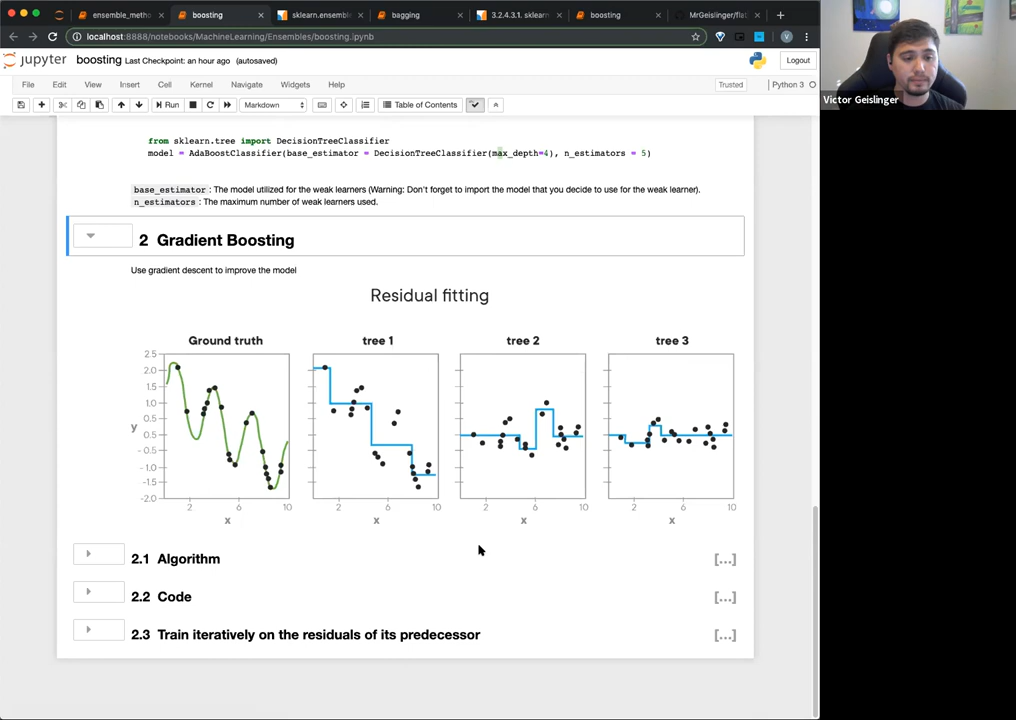 ensemble_metho
boosting
sklearn.ensemble
bagging
3.2.4.3.1. sklearn
boosting
MrGeislinger/flat
localhost:8888/notebooks/MachineLearning/Ensembles/boosting.ipynb
V
jupyter boosting Last Checkpoint: an hour ago (autosaved)
Logout
File Edit View Insert Cell Kernel Navigate Widgets Help
Trusted
Python 3
Run
Markdown
Table of Contents
Victor Geislinger
from sklearn.tree import DecisionTreeClassifier
model = AdaBoostClassifier(base_estimator = DecisionTreeClassifier(max_depth=4), n_estimators = 5)
base_estimator : The model utilized for the weak learners (Warning: Don't forget to import the model that you decide to use for the weak learner).
n_estimators : The maximum number of weak learners used.
2 Gradient Boosting
Use gradient descent to improve the model
Residual fitting
Ground truth tree 1 tree 2 tree 3
2.5
2.0
1.5
1.0
0.5
y
0.5
- 0.5
-1.0
-1.5
-2.0
2 6 10 2 6 10 2 6 10 2 6 10
x x x x
2.1 Algorithm
[...]
2.2 Code
[...]
2.3 Train iteratively on the residuals of its predecessor
[...]